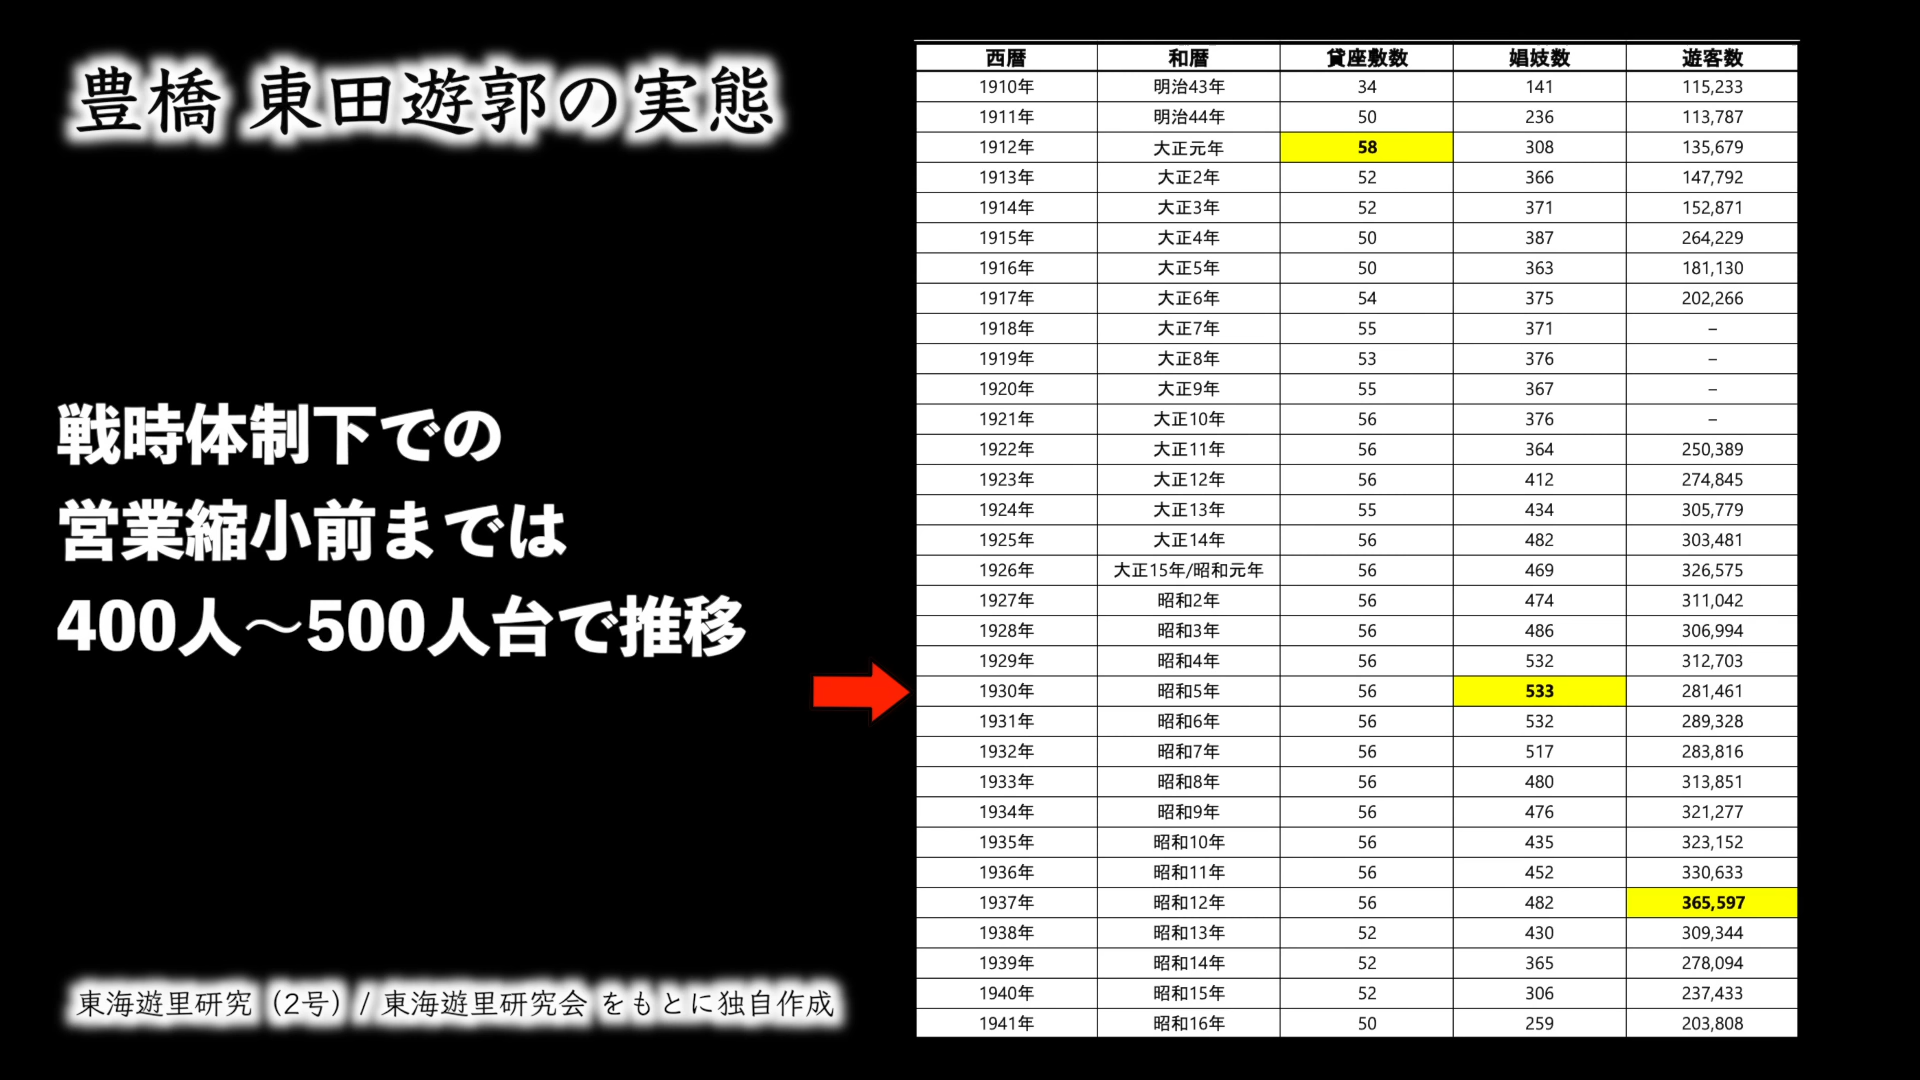 豊橋 東田遊郭の実態
戦時体制下での
営業縮小前までは
400人～500人台で推移
東海遊里研究（2号）/ 東海遊里研究会 をもとに独自作成
西暦 和暦 貸座敷数 娼妓数 遊客数
1910年 明治43年 34 141 115,233
1911年 明治44年 50 236 113,787
1912年 大正元年 58 308 135,679
1913年 大正2年 52 366 147,792
1914年 大正3年 52 371 152,871
1915年 大正4年 50 387 264,229
1916年 大正5年 50 363 181,130
1917年 大正6年 54 375 202,266
1918年 大正7年 55 371 –
1919年 大正8年 53 376 –
1920年 大正9年 55 367 –
1921年 大正10年 56 376 –
1922年 大正11年 56 364 250,389
1923年 大正12年 56 412 274,845
1924年 大正13年 55 434 305,779
1925年 大正14年 56 482 303,481
1926年 大正15年/昭和元年 56 469 326,575
1927年 昭和2年 56 474 311,042
1928年 昭和3年 56 486 306,994
1929年 昭和4年 56 532 312,703
1930年 昭和5年 56 533 281,461
1931年 昭和6年 56 532 289,328
1932年 昭和7年 56 517 283,816
1933年 昭和8年 56 480 313,851
1934年 昭和9年 56 476 321,277
1935年 昭和10年 56 435 323,152
1936年 昭和11年 56 452 330,633
1937年 昭和12年 56 482 365,597
1938年 昭和13年 52 430 309,344
1939年 昭和14年 52 365 278,094
1940年 昭和15年 52 306 237,433
1941年 昭和16年 50 259 203,808